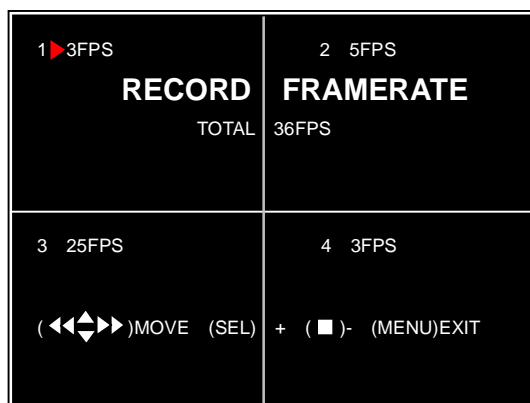 1 ▶3FPS 2 5FPS
RECORD FRAMERATE
TOTAL 36FPS
3 25FPS 4 3FPS
(◀◀▲▼▶▶)MOVE (SEL) + (■)- (MENU)EXIT